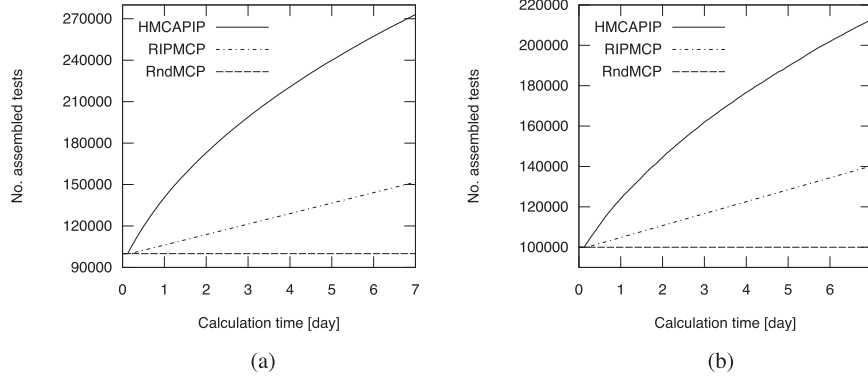 270000
240000
210000
180000
150000
120000
90000
No. assembled tests
HMCAPIP
RIPMCP
RndMCP
0 1 2 3 4 5 6 7
Calculation time [day]
(a)
220000
200000
180000
160000
140000
120000
100000
No. assembled tests
HMCAPIP
RIPMCP
RndMCP
0 1 2 3 4 5 6
Calculation time [day]
(b)